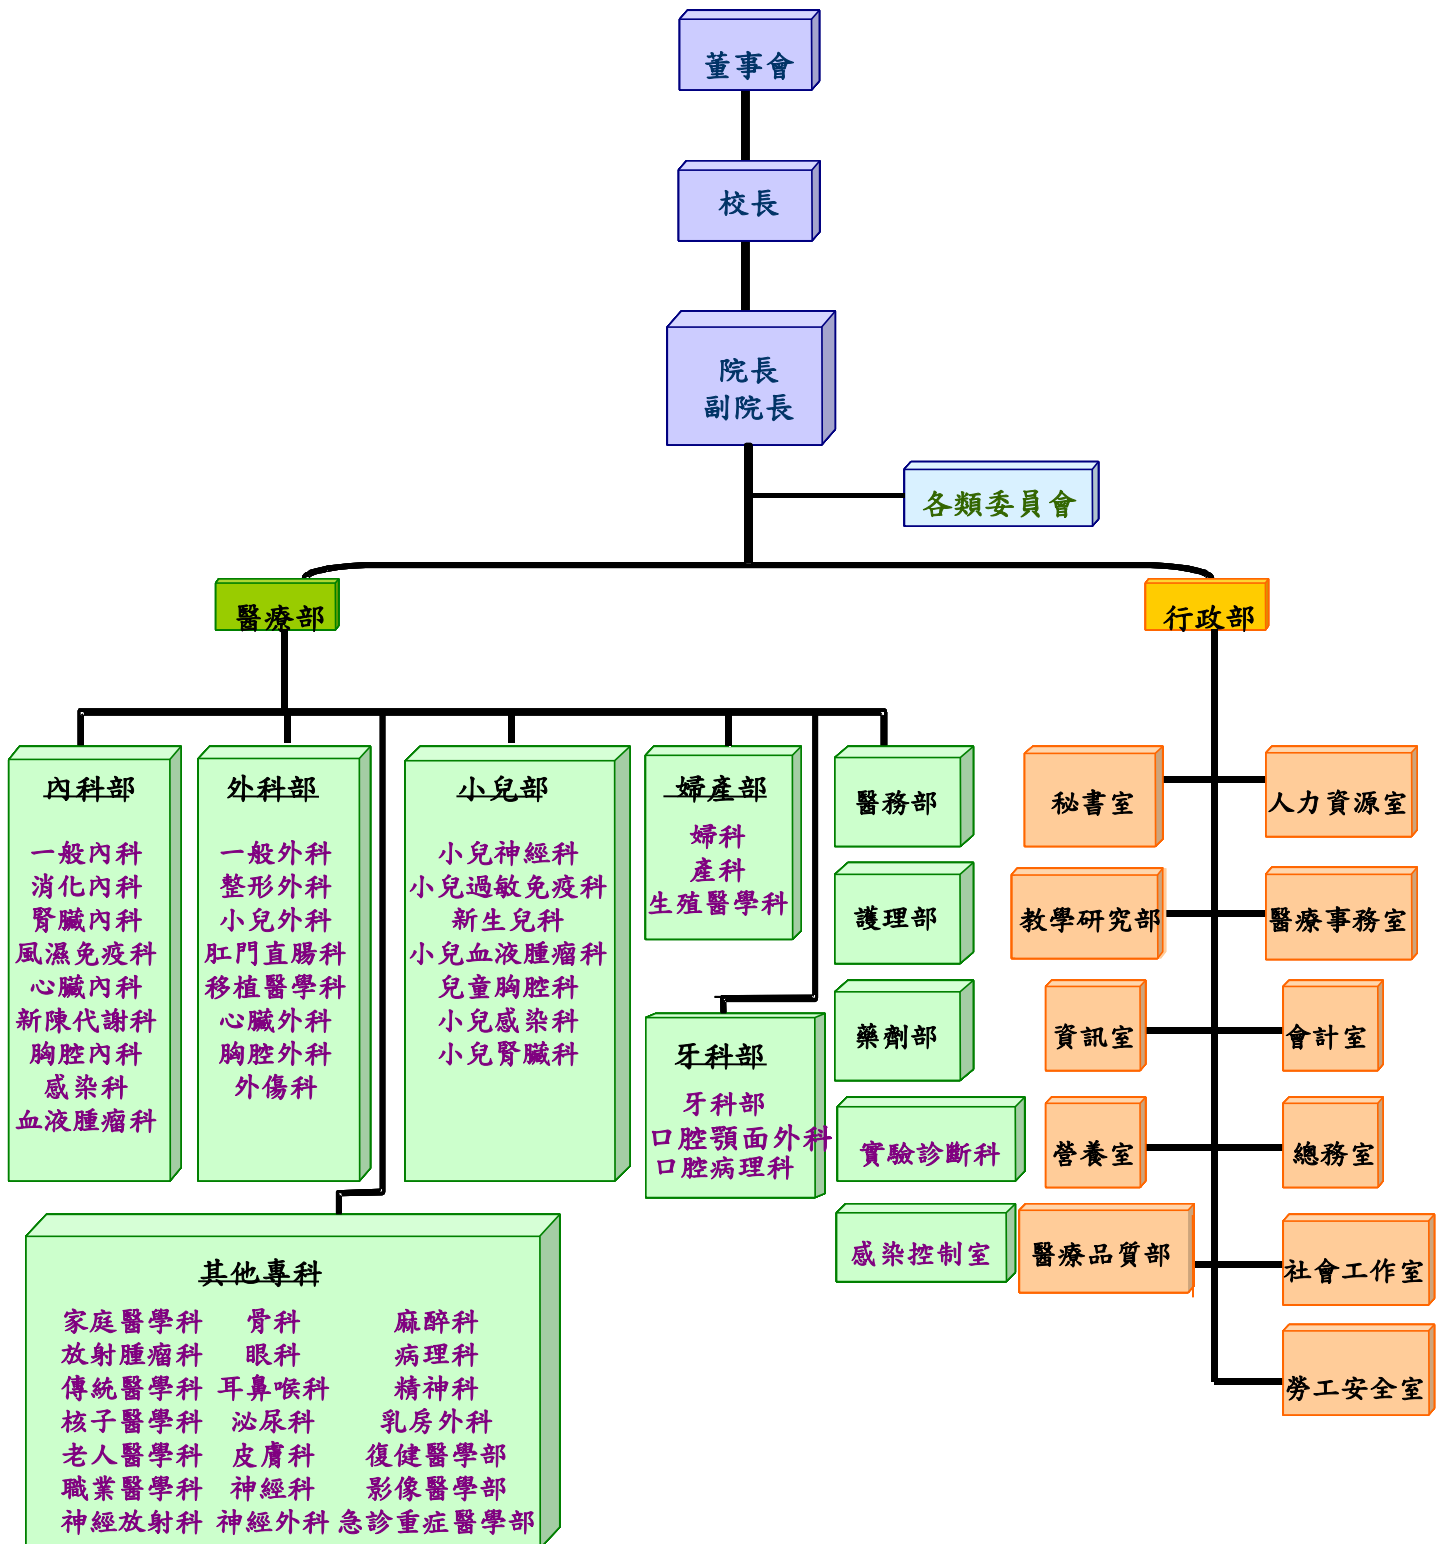 董事會
校長
院長
副院長
各類委員會
醫療部
行政部
內科部
一般內科
消化內科
腎臟內科
風濕免疫科
心臟內科
新陳代謝科
胸腔內科
感染科
血液腫瘤科
外科部
一般外科
整形外科
小兒外科
肛門直腸科
移植醫學科
心臟外科
胸腔外科
外傷科
小兒部
小兒神經科
小兒過敏免疫科
新生兒科
小兒血液腫瘤科
兒童胸腔科
小兒感染科
小兒腎臟科
婦產部
婦科
產科
生殖醫學科
牙科部
牙科部
口腔顎面外科
口腔病理科
醫務部
護理部
藥劑部
實驗診斷科
感染控制室
秘書室
人力資源室
教學研究部
醫療事務室
資訊室
會計室
營養室
總務室
醫療品質部
社會工作室
勞工安全室
其他專科
家庭醫學科 骨科 麻醉科
放射腫瘤科 眼科 病理科
傳統醫學科 耳鼻喉科 精神科
核子醫學科 泌尿科 乳房外科
老人醫學科 皮膚科 復健醫學部
職業醫學科 神經科 影像醫學部
神經放射科 神經外科 急診重症醫學部